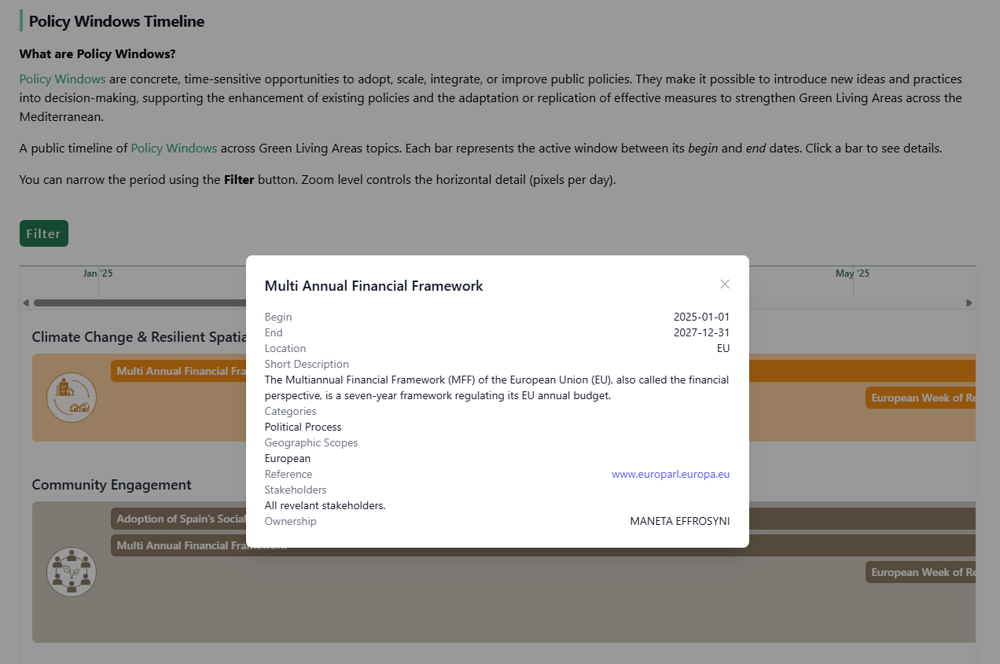 Policy Windows Timeline
What are Policy Windows?
Policy Windows are concrete, time-sensitive opportunities to adopt, scale, integrate, or improve public policies. They make it possible to introduce new ideas and practices
into decision-making, supporting the enhancement of existing policies and the adaptation or replication of effective measures to strengthen Green Living Areas across the
Mediterranean.
A public timeline of Policy Windows across Green Living Areas topics. Each bar represents the active window between its begin and end dates. Click a bar to see details.
You can narrow the period using the Filter button. Zoom level controls the horizontal detail (pixels per day).
Filter
Jan '25
May '25
Multi Annual Financial Framework
Begin 2025-01-01
End 2027-12-31
Location EU
Short Description
The Multiannual Financial Framework (MFF) of the European Union (EU), also called the financial
perspective, is a seven-year framework regulating its EU annual budget.
Categories
Political Process
Geographic Scopes
European
Reference www.europarl.europa.eu
Stakeholders
All revelant stakeholders.
Ownership MANETA EFFROSYNI
Climate Change & Resilient Spatia
Multi Annual Financial Fra
European Week of Re
Community Engagement
Adoption of Spain's Social
Multi Annual Financial Framework
European Week of Re